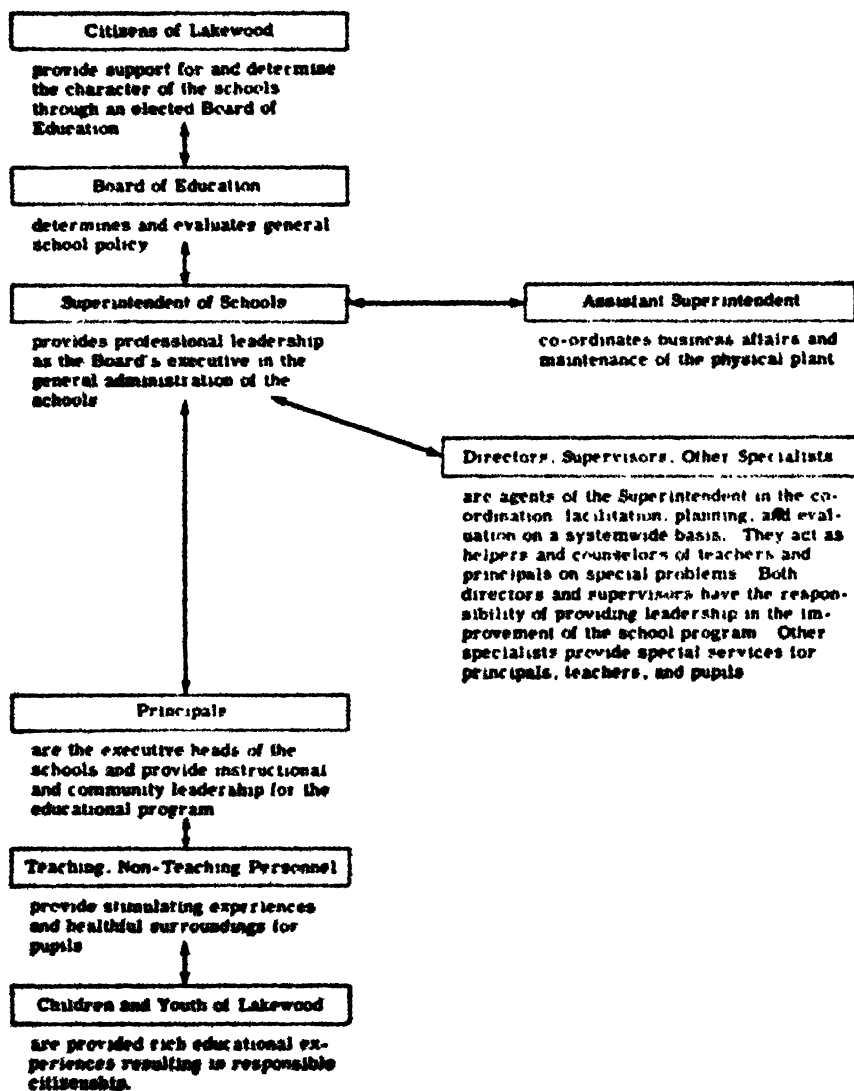 Citizens of Lakewood
provide support for and determine
the character of the schools
through an elected Board of
Education
Board of Education
determines and evaluates general
school policy
Superintendent of Schools
provides professional leadership
as the Board's executive in the
general administration of the
schools
Assistant Superintendent
co-ordinates business affairs and
maintenance of the physical plant
Directors, Supervisors, Other Specialists
are agents of the Superintendent in the co-
ordination, facilitation, planning, and eval-
uation on a systemwide basis. They act as
helpers and counselors of teachers and
principals on special problems Both
directors and supervisors have the respon-
sibility of providing leadership in the im-
provement of the school program Other
specialists provide special services for
principals, teachers, and pupils
Principals
are the executive heads of the
schools and provide instructional
and community leadership for the
educational program
Teaching, Non-Teaching Personnel
provide stimulating experiences
and healthful surroundings for
pupils
Children and Youth of Lakewood
are provided rich educational ex-
periences resulting in responsible
citizenship.